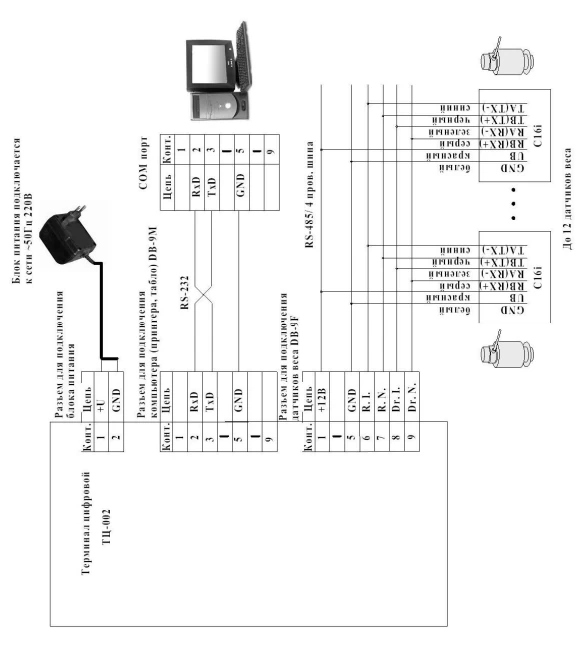 Блок питания подключается
к сети ~50Гц 220В
Разъем для подключения
блока питания
Конт. Цепь
1 +U
2 GND
Терминал цифровой
ТЦ-002
Разъем для подключения
компьютера (принтера, табло) DB-9M
Конт. Цепь
1
2 RxD
3 TxD
5 GND
9
RS-232
COM порт
Цепь Конт.
1
RxD 2
TxD 3
GND 5
9
Разъем для подключения
датчиков веса DB-9F
Конт. Цепь
1 +12В
5 GND
6 R. I.
7 R. N.
8 Dr. I.
9 Dr. N.
RS-485/ 4 пров. шина
синий TA(TX-)
черный TB(TX+)
зеленый RA(RX-)
серый RB(RX+)
красный UB
белый GND
C16i
синий TA(TX-)
черный TB(TX+)
зеленый RA(RX-)
серый RB(RX+)
красный UB
белый GND
C16i
До 12 датчиков веса